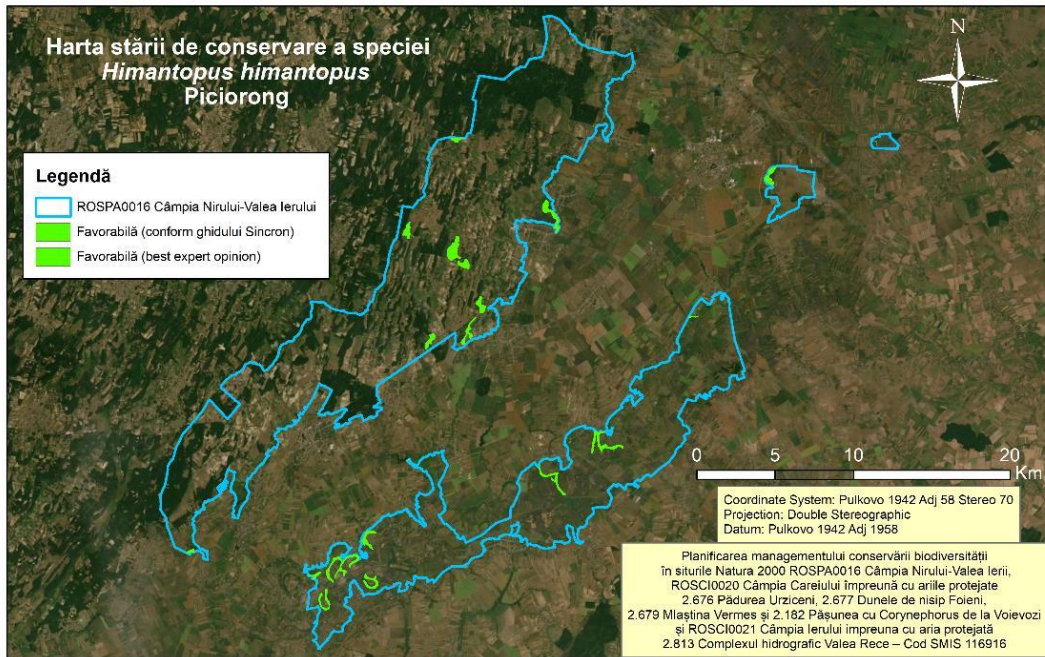 Harta stării de conservare a speciei
Himantopus himantopus
Piciorong
N
Legendă
ROSPA0016 Câmpia Nirului-Valea Ierului
Favorabilă (conform ghidului Sincron)
Favorabilă (best expert opinion)
0 5 10 20
Km
Coordinate System: Pulkovo 1942 Adj 58 Stereo 70
Projection: Double Stereographic
Datum: Pulkovo 1942 Adj 1958
Planificarea managementului conservării biodiversității
în siturile Natura 2000 ROSPA0016 Câmpia Nirului-Valea Ierii,
ROSCI0020 Câmpia Careiului împreună cu ariile protejate
2.676 Pădurea Urziceni, 2.677 Dunele de nisip Foieni,
2.679 Mlaștina Vermes și 2.182 Pășunea cu Corynephorus de la Voievozi
și ROSCI0021 Câmpia Ierului impreuna cu aria protejată
2.813 Complexul hidrografic Valea Rece – Cod SMIS 116916